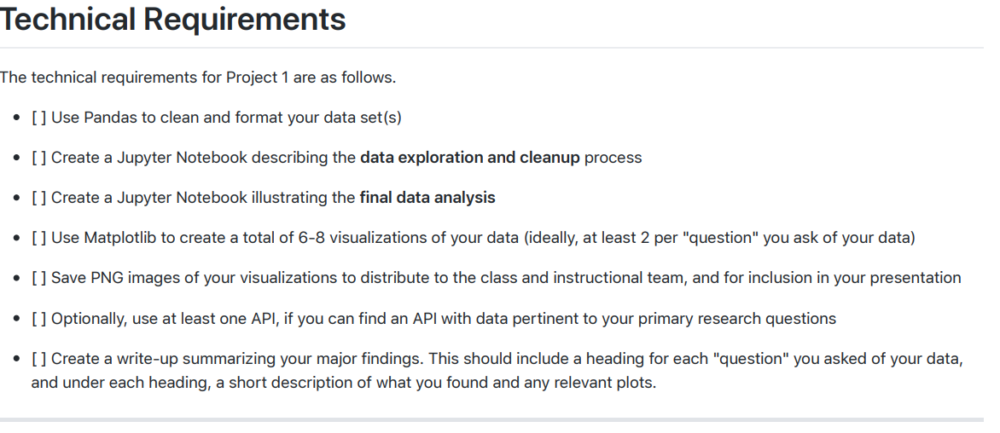 Technical Requirements
The technical requirements for Project 1 are as follows.
• [ ] Use Pandas to clean and format your data set(s)
• [ ] Create a Jupyter Notebook describing the data exploration and cleanup process
• [ ] Create a Jupyter Notebook illustrating the final data analysis
• [ ] Use Matplotlib to create a total of 6-8 visualizations of your data (ideally, at least 2 per "question" you ask of your data)
• [ ] Save PNG images of your visualizations to distribute to the class and instructional team, and for inclusion in your presentation
• [ ] Optionally, use at least one API, if you can find an API with data pertinent to your primary research questions
• [ ] Create a write-up summarizing your major findings. This should include a heading for each "question" you asked of your data,
and under each heading, a short description of what you found and any relevant plots.